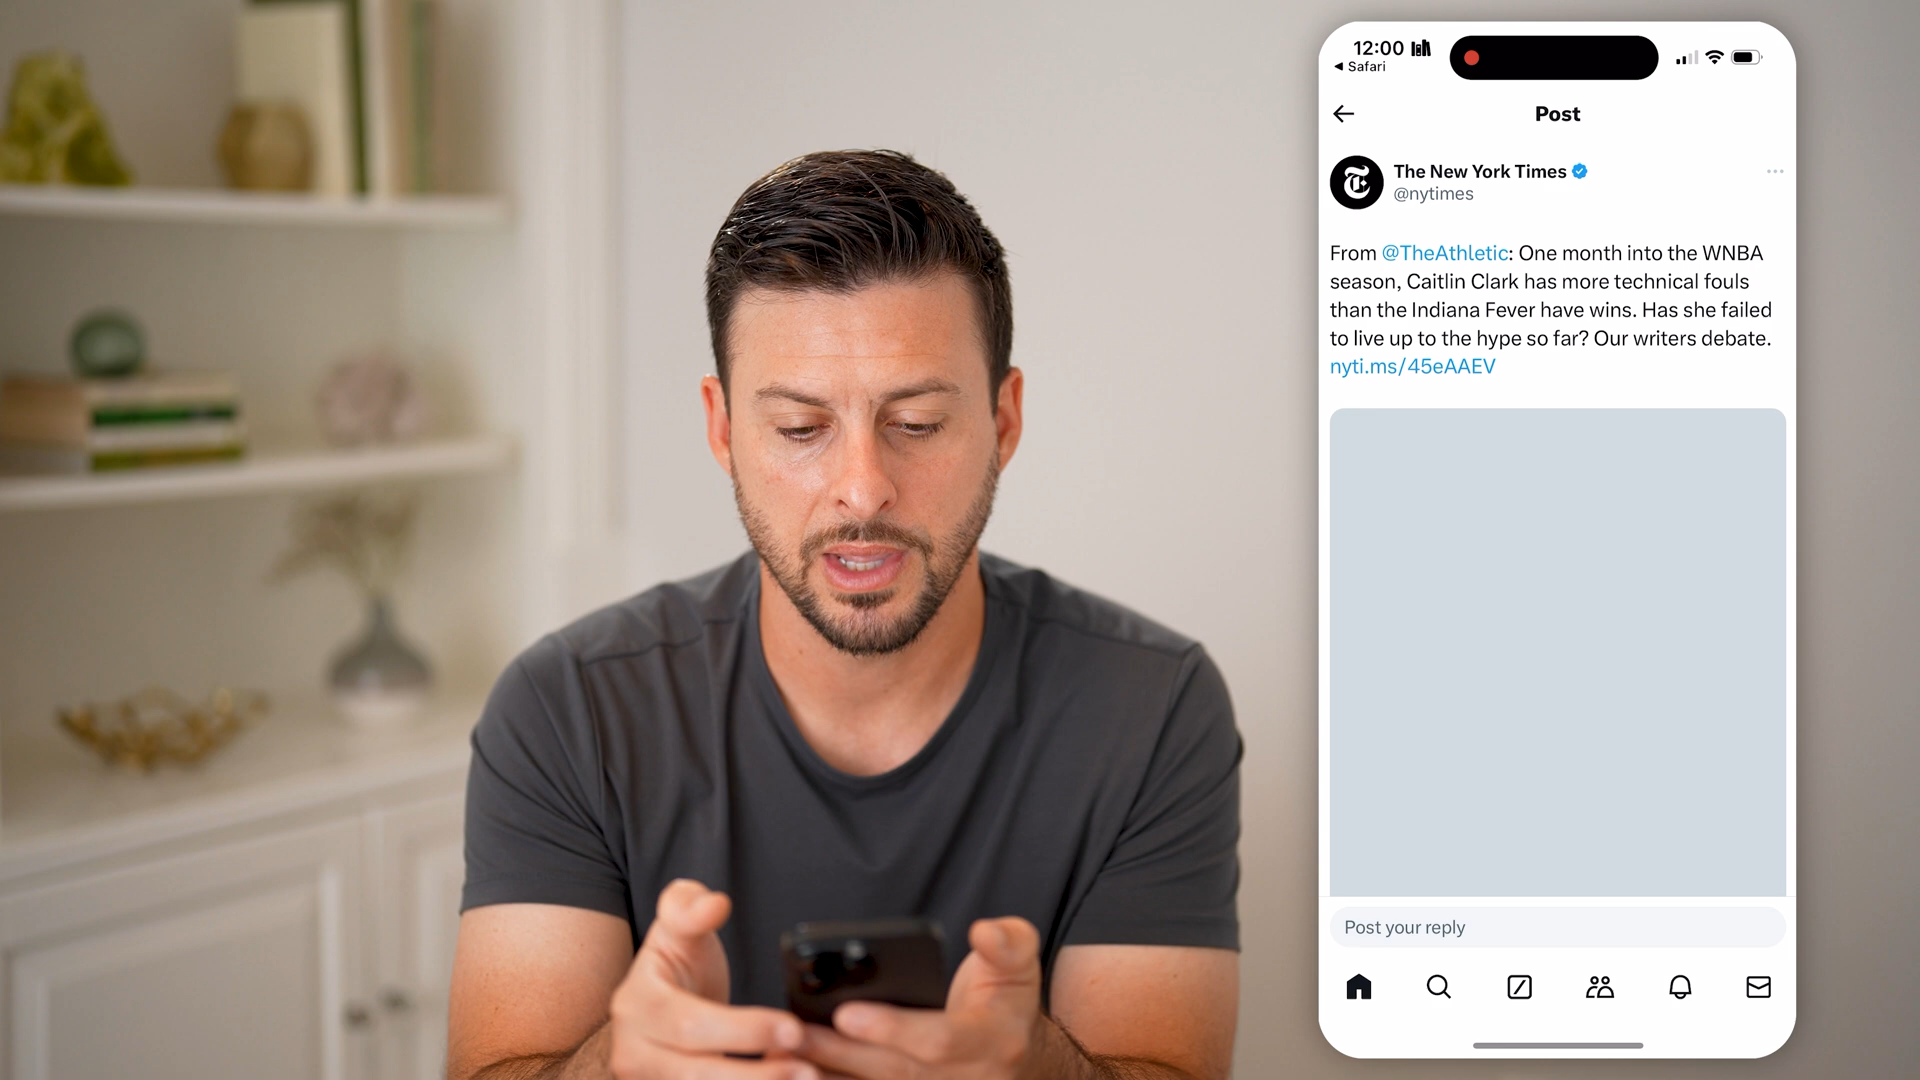 12:00
◄ Safari
Post
The New York Times
@nytimes
From @TheAthletic: One month into the WNBA
season, Caitlin Clark has more technical fouls
than the Indiana Fever have wins. Has she failed
to live up to the hype so far? Our writers debate.
nyti.ms/45eAAEV
Post your reply